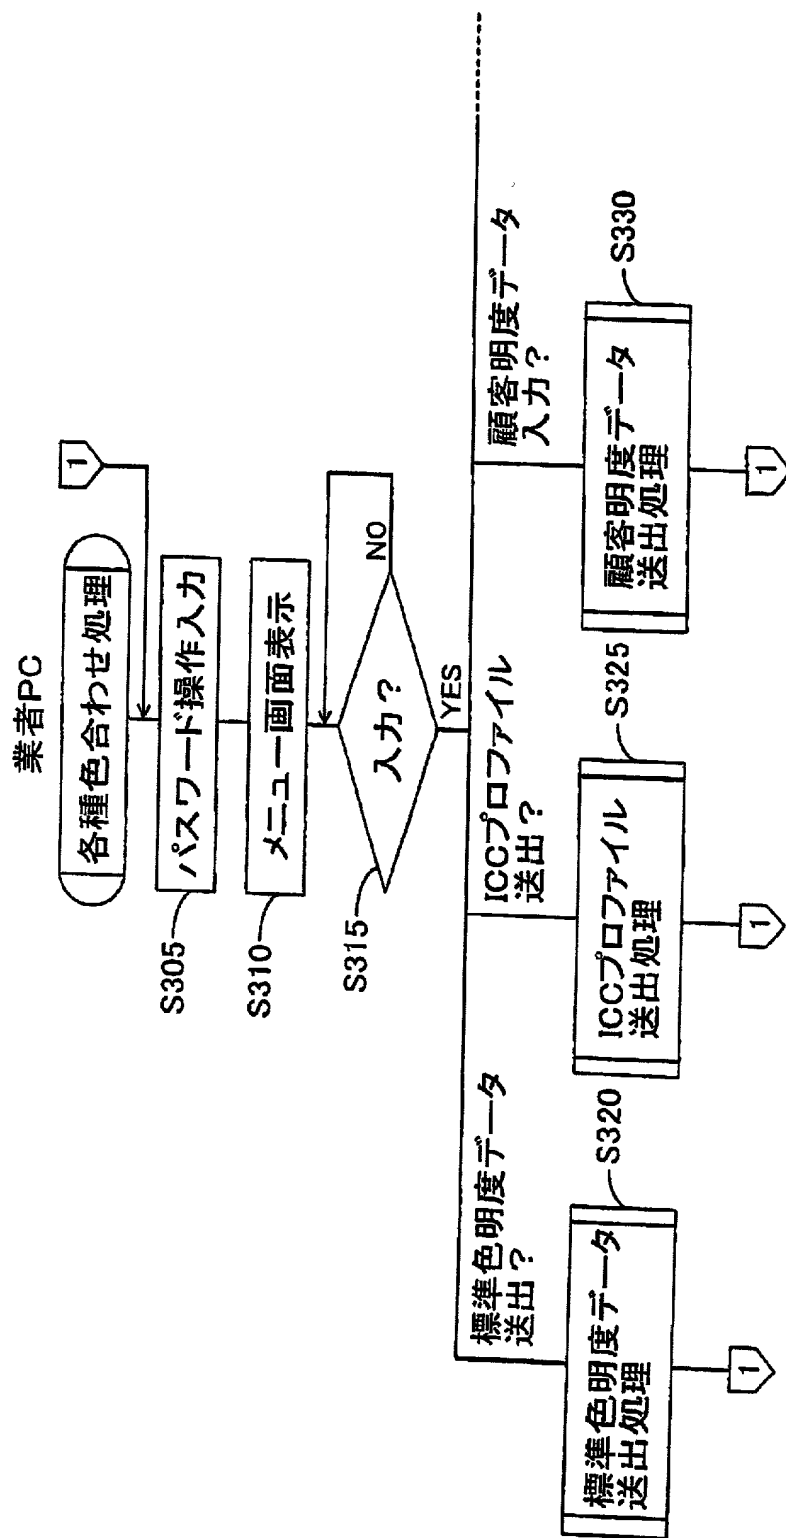 業者PC
各種色合わせ処理
1
パスワード操作入力
S305
メニュー画面表示
S310
入力？
S315
NO
YES
標準色明度データ
送出？
ICCプロファイル
送出？
顧客明度データ
入力？
標準色明度データ
送出処理
S320
ICCプロファイル
送出処理
S325
顧客明度データ
送出処理
S330
1
1
1